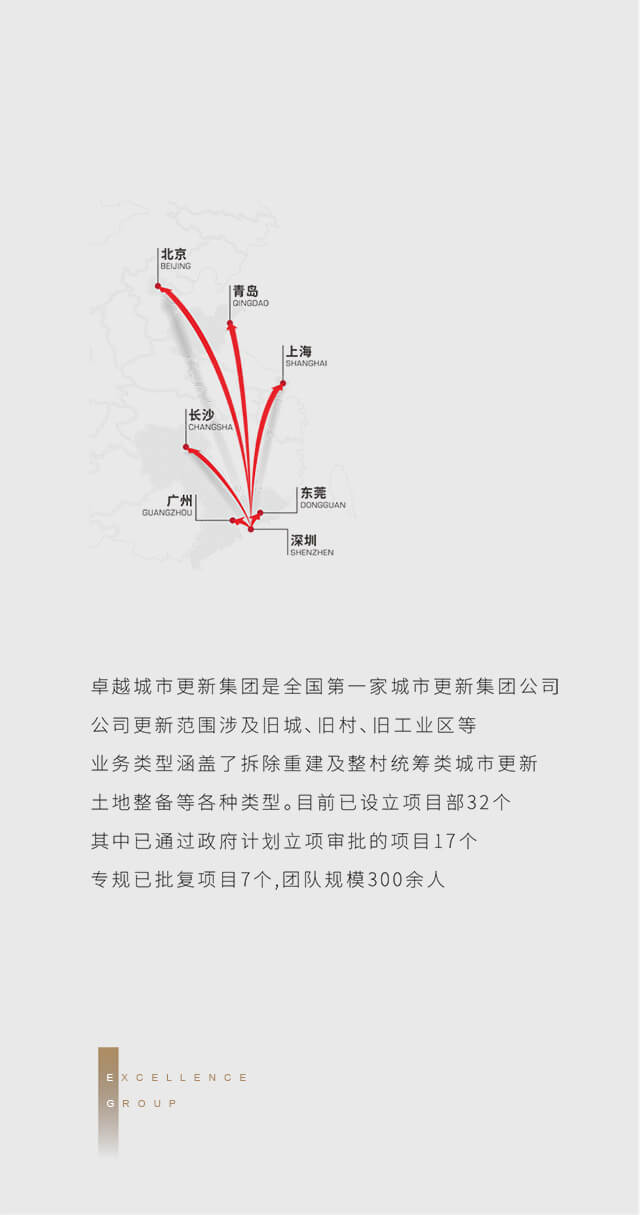 北京
BEIJING
青岛
QINGDAO
上海
SHANGHAI
长沙
CHANGSHA
广州
GUANGZHOU
东莞
DONGGUAN
深圳
SHENZHEN
卓越城市更新集团是全国第一家城市更新集团公司
公司更新范围涉及旧城、旧村、旧工业区等
业务类型涵盖了拆除重建及整村统筹类城市更新
土地整备等各种类型。目前已设立项目部32个
其中已通过政府计划立项审批的项目17个
专规已批复项目7个,团队规模300余人
EXCELLENCE
GROUP